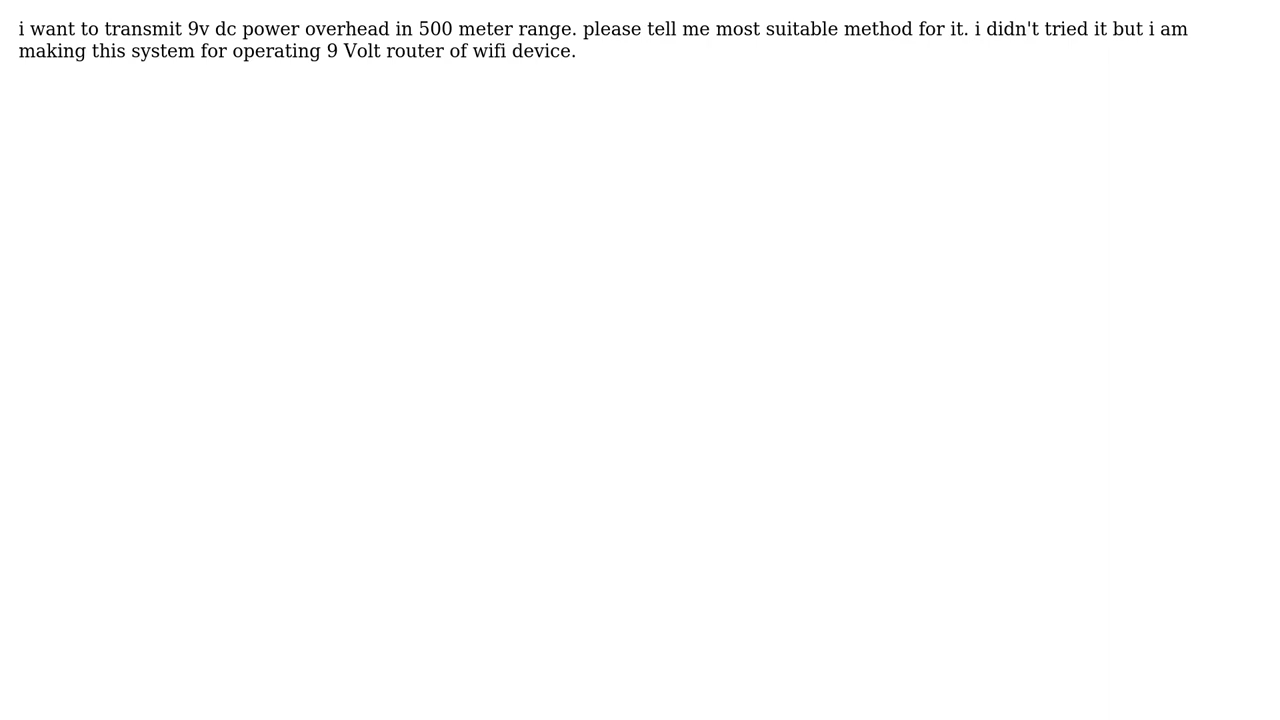 i want to transmit 9v dc power overhead in 500 meter range. please tell me most suitable method for it. i didn't tried it but i am
making this system for operating 9 Volt router of wifi device.